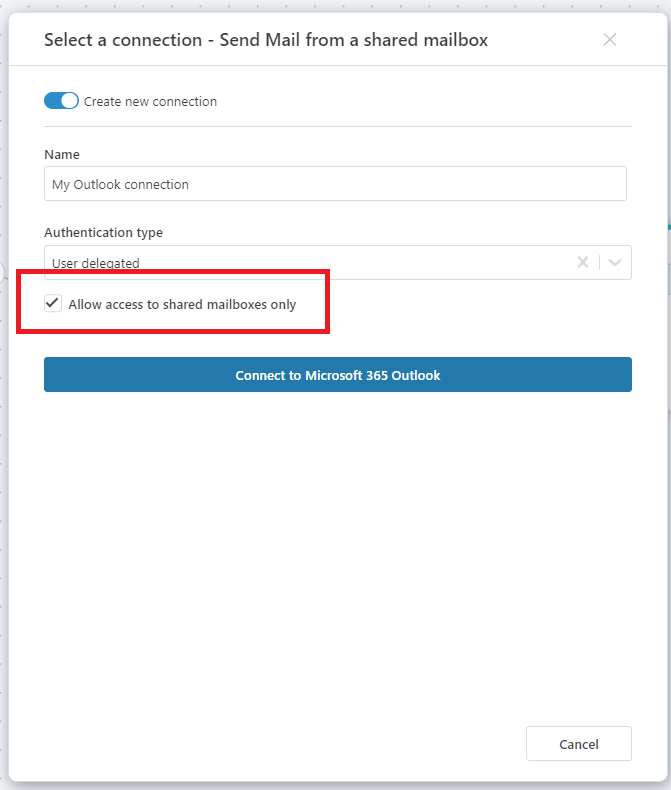 Select a connection - Send Mail from a shared mailbox
Create new connection
Name
My Outlook connection
Authentication type
User delegated
Allow access to shared mailboxes only
Connect to Microsoft 365 Outlook
Cancel